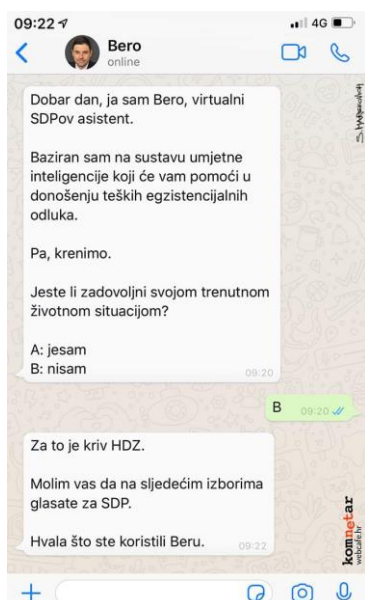 09:22
4G
Bero
online
Dobar dan, ja sam Bero, virtualni
SDPov asistent.
Baziran sam na sustavu umjetne
inteligencije koji će vam pomoći u
donošenju teških egzistencijalnih
odluka.
Pa, krenimo.
Jeste li zadovoljni svojom trenutnom
životnom situacijom?
A: jesam
B: nisam
09:20
B
09:20
Za to je kriv HDZ.
Molim vas da na sljedećim izborima
glasate za SDP.
Hvala što ste koristili Beru.
09:22
komnetar
webcafe.hr